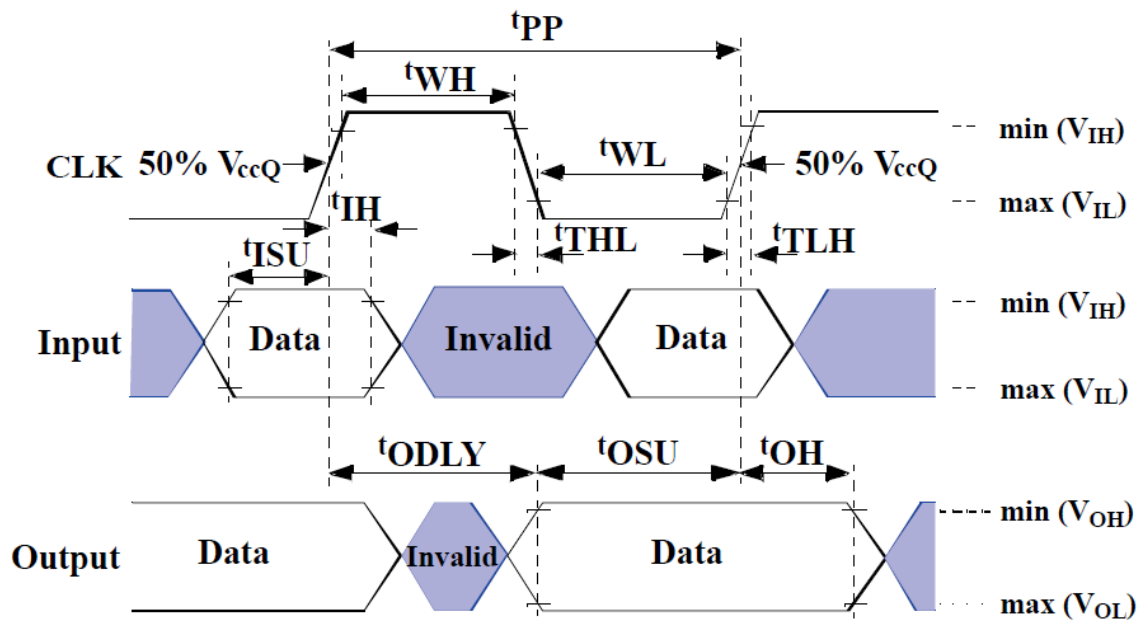 tPP
tWH
min (VIH)
CLK 50% VccQ
tWL
50% VccQ
tIH
max (VIL)
tTHL
tTLH
tISU
min (VIH)
Input
Data
Invalid
Data
max (VIL)
tODLY
tOSU
tOH
min (VOH)
Output
Data
Invalid
Data
max (VOL)